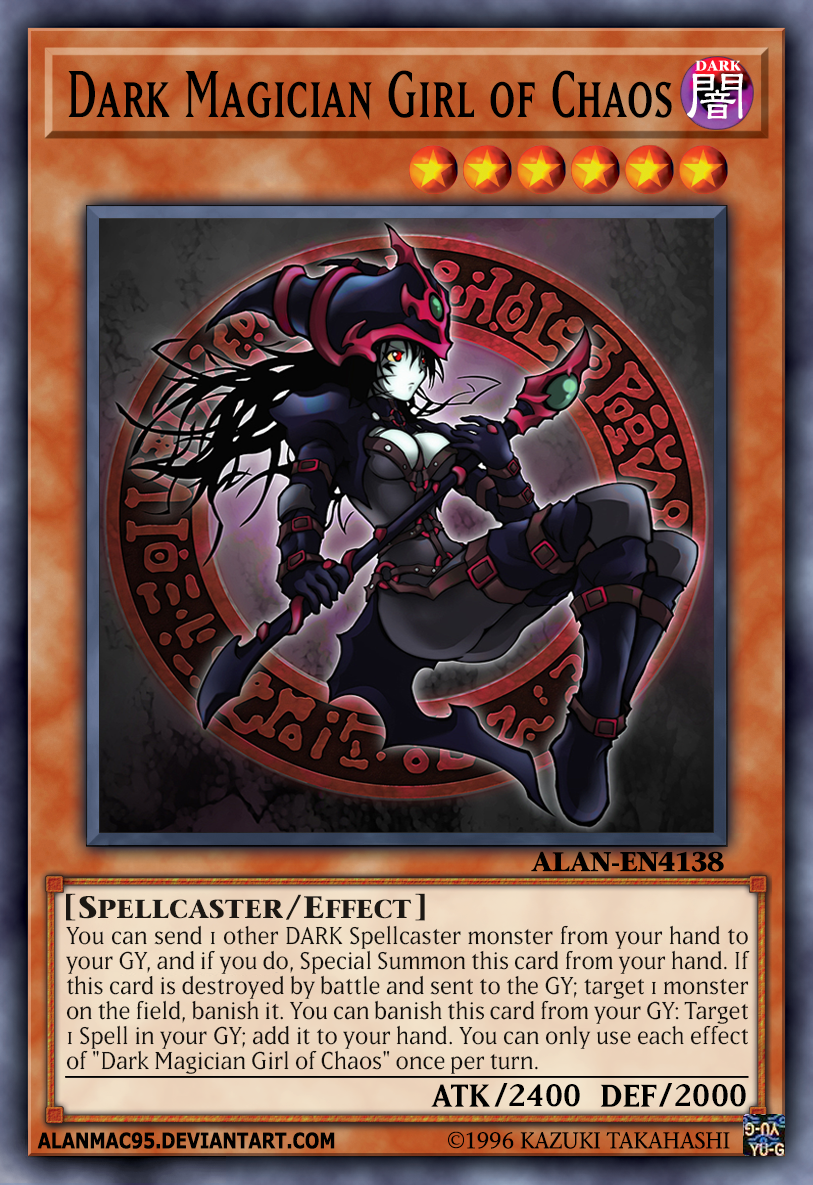 Dark Magician Girl of Chaos
DARK
闇
ALAN-EN4138
[Spellcaster/Effect]
You can send 1 other DARK Spellcaster monster from your hand to
your GY, and if you do, Special Summon this card from your hand. If
this card is destroyed by battle and sent to the GY; target 1 monster
on the field, banish it. You can banish this card from your GY: Target
1 Spell in your GY; add it to your hand. You can only use each effect
of "Dark Magician Girl of Chaos" once per turn.
ATK/2400 DEF/2000
ALANMAC95.DEVIANTART.COM
©1996 KAZUKI TAKAHASHI
YU-G
YU-G